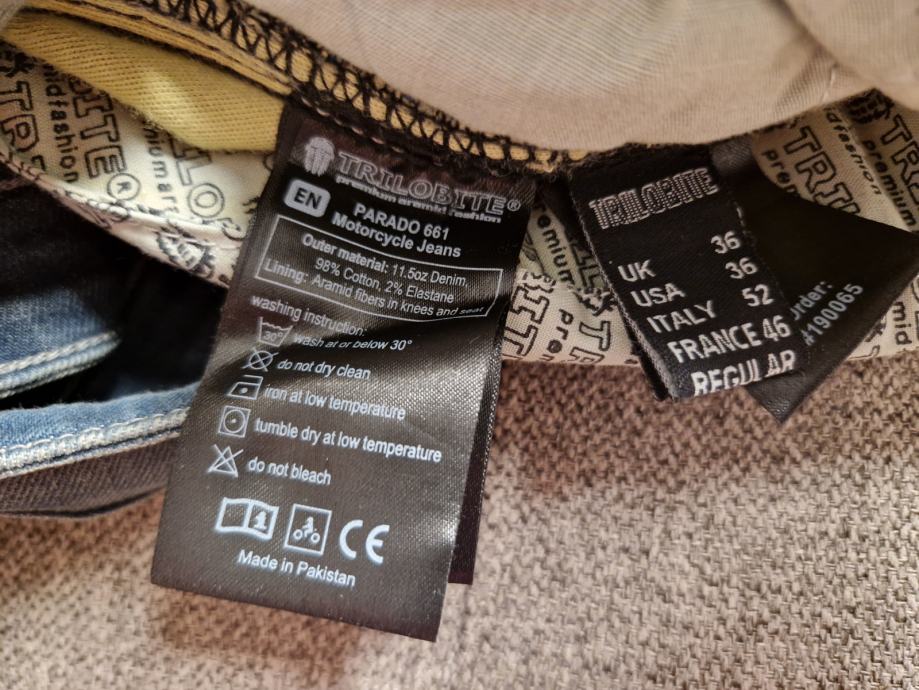 TRILOBITE®
premium aramid fashion
EN
PARADO 661
Motorcycle Jeans
Outer material: 11.5oz Denim,
98% Cotton, 2% Elastane
Lining: Aramid fibers in knees and seat
washing instruction:
30°
wash at or below 30°
do not dry clean
iron at low temperature
tumble dry at low temperature
do not bleach
CE
Made in Pakistan
TRILOBITE
36
UK 36
USA 52
ITALY
FRANCE 46
REGULAR
rder:
#190065